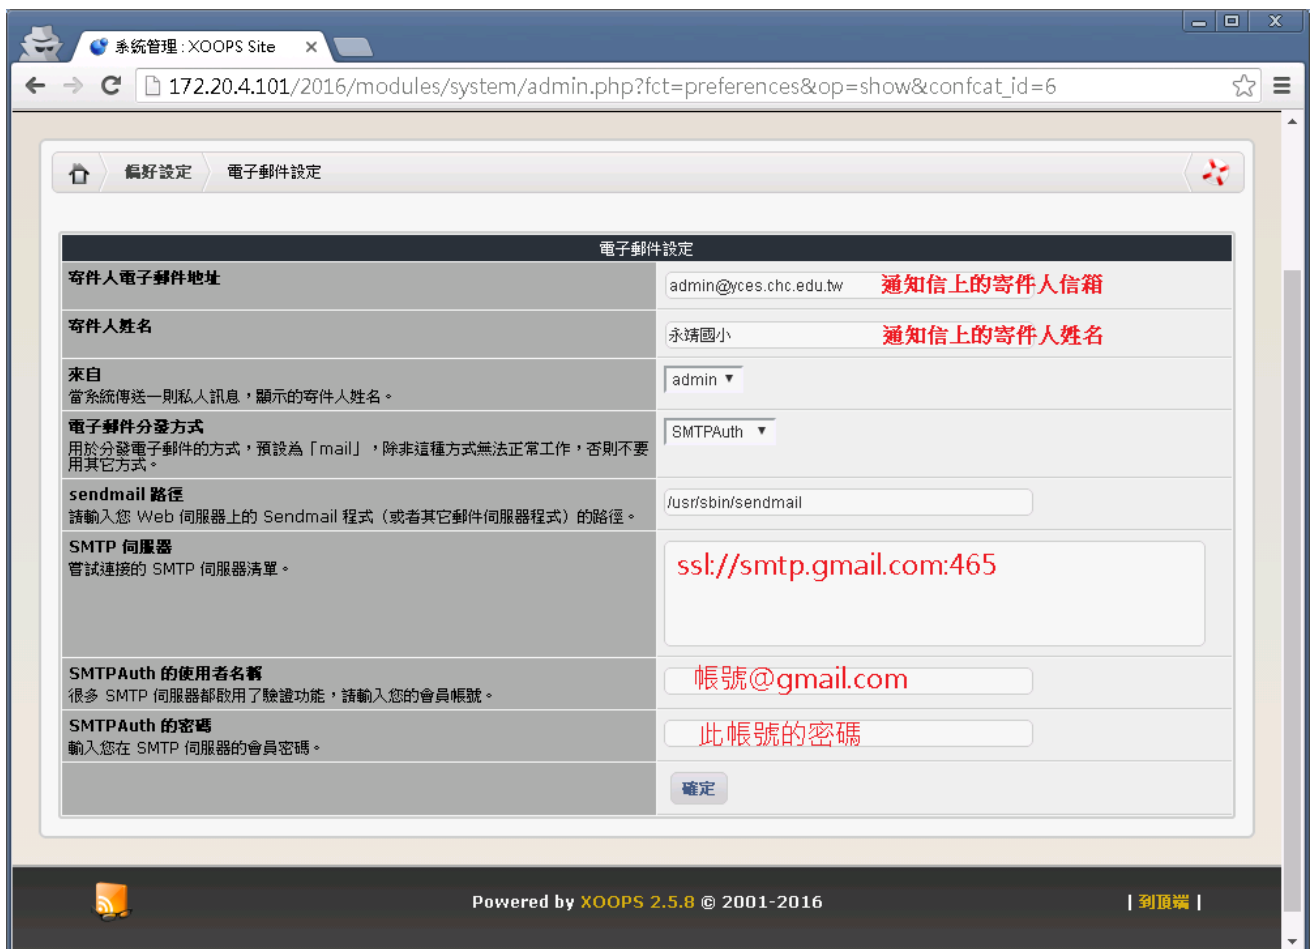 系統管理 : XOOPS Site
172.20.4.101/2016/modules/system/admin.php?fct=preferences&op=show&confcat_id=6
偏好設定 電子郵件設定
電子郵件設定
寄件人電子郵件地址
admin@yces.chc.edu.tw 通知信上的寄件人信箱
寄件人姓名
永靖國小 通知信上的寄件人姓名
來自
當系統傳送一則私人訊息，顯示的寄件人姓名。
admin
電子郵件分發方式
用於分發電子郵件的方式，預設為「mail」，除非這種方式無法正常工作，否則不要
用其它方式。
SMTPAuth
sendmail 路徑
請輸入您 Web 伺服器上的 Sendmail 程式（或者其它郵件伺服器程式）的路徑。
/usr/sbin/sendmail
SMTP 伺服器
嘗試連接的 SMTP 伺服器清單。
ssl://smtp.gmail.com:465
SMTPAuth 的使用者名稱
很多 SMTP 伺服器都啟用了驗證功能，請輸入您的會員帳號。
帳號@gmail.com
SMTPAuth 的密碼
輸入您在 SMTP 伺服器的會員密碼。
此帳號的密碼
確定
Powered by XOOPS 2.5.8 © 2001-2016
| 到頂端 |